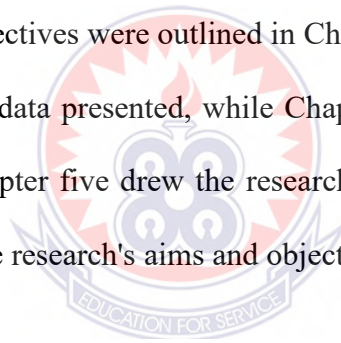 ectives were outlined in Ch
data presented, while Chap
pter five drew the research
e research's aims and object
EDUCATION FOR SERVICE